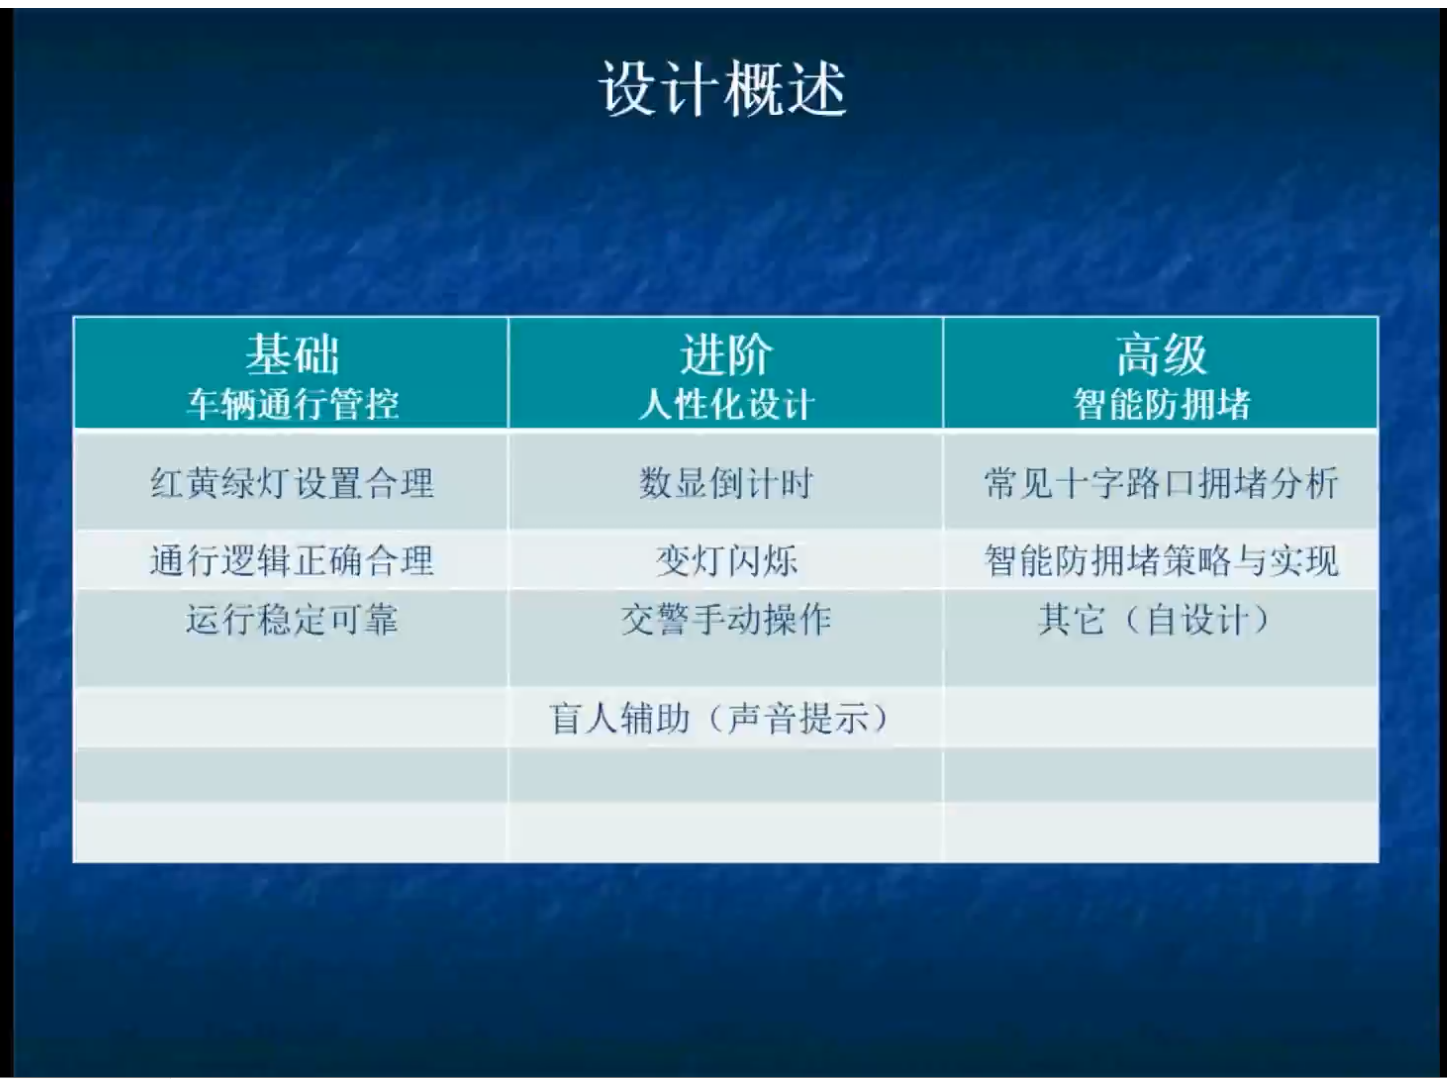 设计概述
基础 进阶 高级
车辆通行管控 人性化设计 智能防拥堵
红黄绿灯设置合理 数显倒计时 常见十字路口拥堵分析
通行逻辑正确合理 变灯闪烁 智能防拥堵策略与实现
运行稳定可靠 交警手动操作 其它（自设计）
盲人辅助（声音提示）